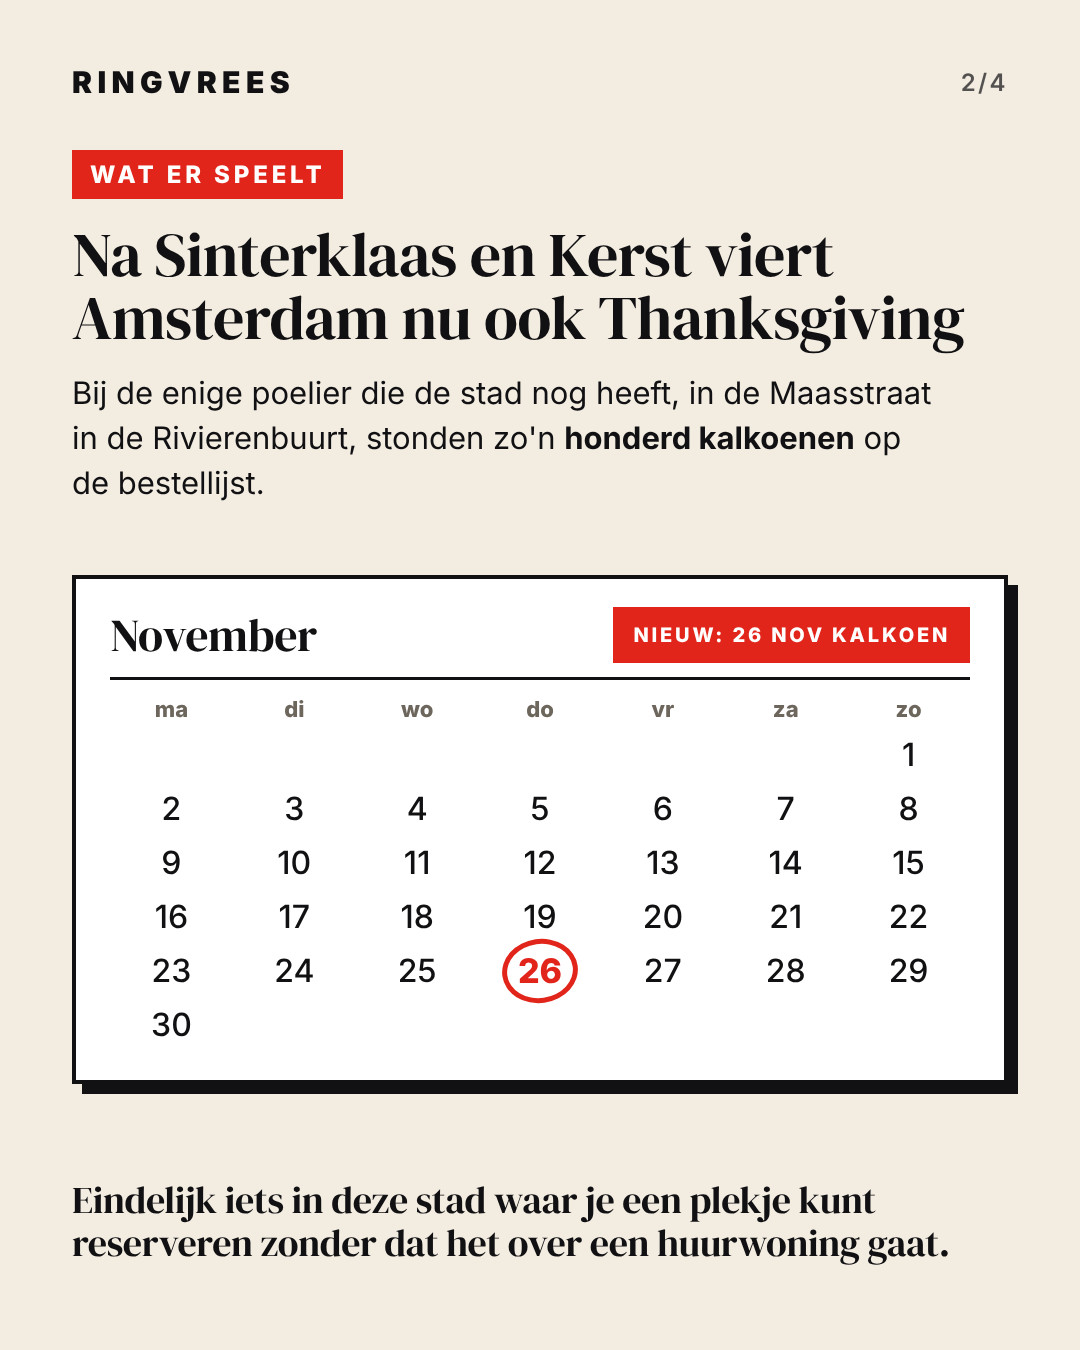 RINGVREES
2/4
WAT ER SPEELT
Na Sinterklaas en Kerst viert
Amsterdam nu ook Thanksgiving
Bij de enige poelier die de stad nog heeft, in de Maasstraat
in de Rivierenbuurt, stonden zo'n honderd kalkoenen op
de bestellijst.
November
NIEUW: 26 NOV KALKOEN
ma di wo do vr za zo
1
2 3 4 5 6 7 8
9 10 11 12 13 14 15
16 17 18 19 20 21 22
23 24 25 26 27 28 29
30
Eindelijk iets in deze stad waar je een plekje kunt
reserveren zonder dat het over een huurwoning gaat.